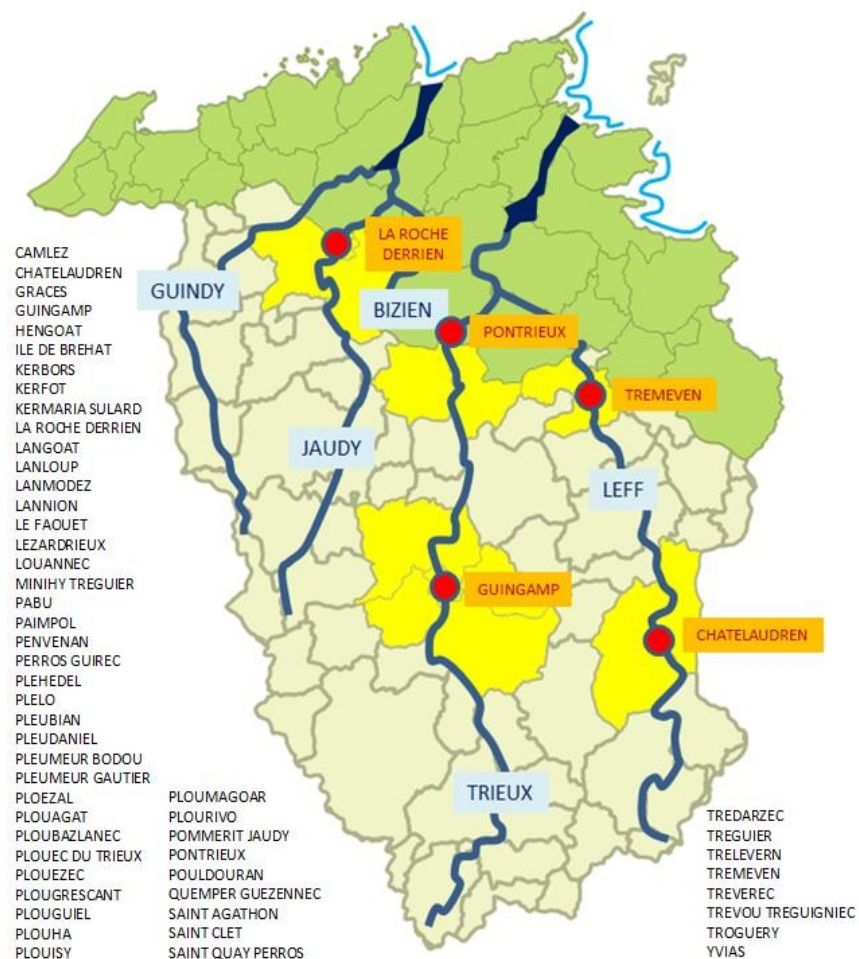 LA ROCHE
DERRIEN
GUINDY
BIZIEN
PONTRIEUX
TREMEVEN
JAUDY
LEFF
GUINGAMP
CHATELAUDREN
TRIEUX
CAMLEZ
CHATELAUDREN
GRACES
GUINGAMP
HENGOAT
ILE DE BREHAT
KERBORS
KERFOT
KERMARIA SULARD
LA ROCHE DERRIEN
LANGOAT
LANLOUP
LANMODEZ
LANNION
LE FAOUET
LEZARDRIEUX
LOUANNEC
MINIHY TREGUIER
PABU
PAIMPOL
PENVENAN
PERROS GUIREC
PLEHEDEL
PLELO
PLEUBIAN
PLEUDANIEL
PLEUMEUR BODOU
PLEUMEUR GAUTIER
PLOEZAL
PLOUAGAT
PLOUBAZLANEC
PLOUEC DU TRIEUX
PLOUEZEC
PLOUGRESCANT
PLOUGUIEL
PLOUHA
PLOUISY
PLOUMAGOAR
PLOURIVO
POMMERIT JAUDY
PONTRIEUX
POULDOURAN
QUEMPER GUEZENNEC
SAINT AGATHON
SAINT CLET
SAINT QUAY PERROS
TREDARZEC
TREGUIER
TRELEVERN
TREMEVEN
TREVEREC
TREVOU TREGUIGNIEC
TROGUERY
YVIAS